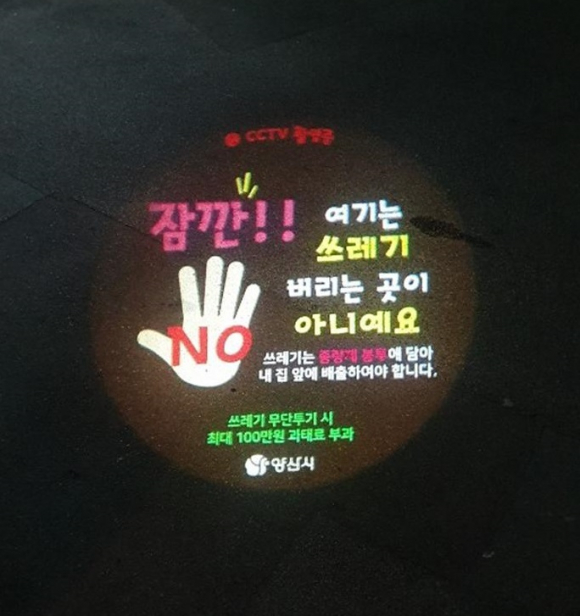 CCTV 촬영중
잠깐!!
여기는
쓰레기
버리는 곳이
아니예요
NO
쓰레기는 종량제 봉투에 담아
내 집 앞에 배출하여야 합니다.
쓰레기 무단투기 시
최대 100만원 과태료 부과
양산시